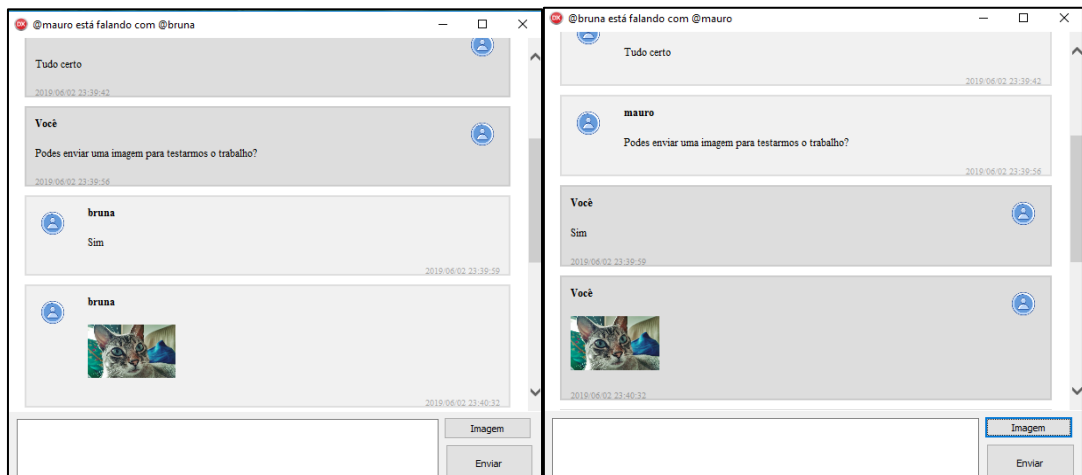 @mauro está falando com @bruna
Tudo certo
2019/06/02 23:39:42
Você
Podes enviar uma imagem para testarmos o trabalho?
2019/06/02 23:39:56
bruna
Sim
2019/06/02 23:39:59
bruna
2019/06/02 23:40:32
Imagem
Enviar
@bruna está falando com @mauro
Tudo certo
2019/06/02 23:39:42
mauro
Podes enviar uma imagem para testarmos o trabalho?
2019/06/02 23:39:56
Você
Sim
2019/06/02 23:39:59
Você
2019/06/02 23:40:32
Imagem
Enviar